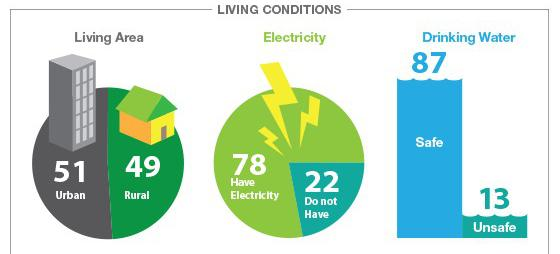 LIVING CONDITIONS
Living Area
51
Urban
49
Rural
Electricity
78
Have
Electricity
22
Do not
Have
Drinking Water
87
Safe
13
Unsafe